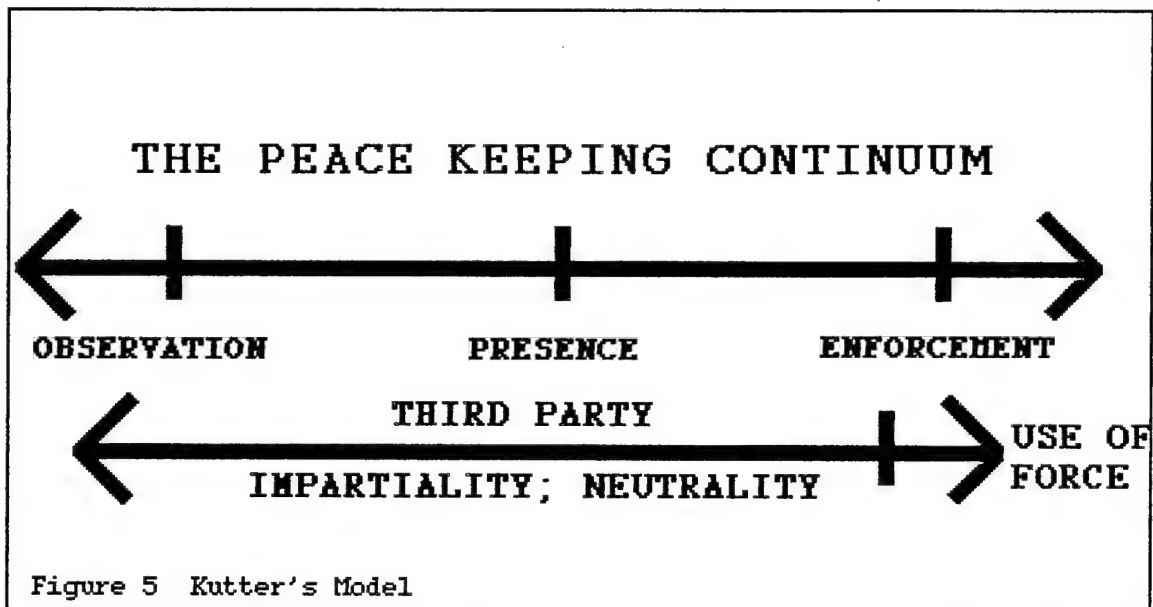 THE PEACE KEEPING CONTINUUM
OBSERVATION PRESENCE ENFORCEMENT
THIRD PARTY
IMPARTIALITY; NEUTRALITY
USE OF
FORCE
Figure 5 Kutter's Model